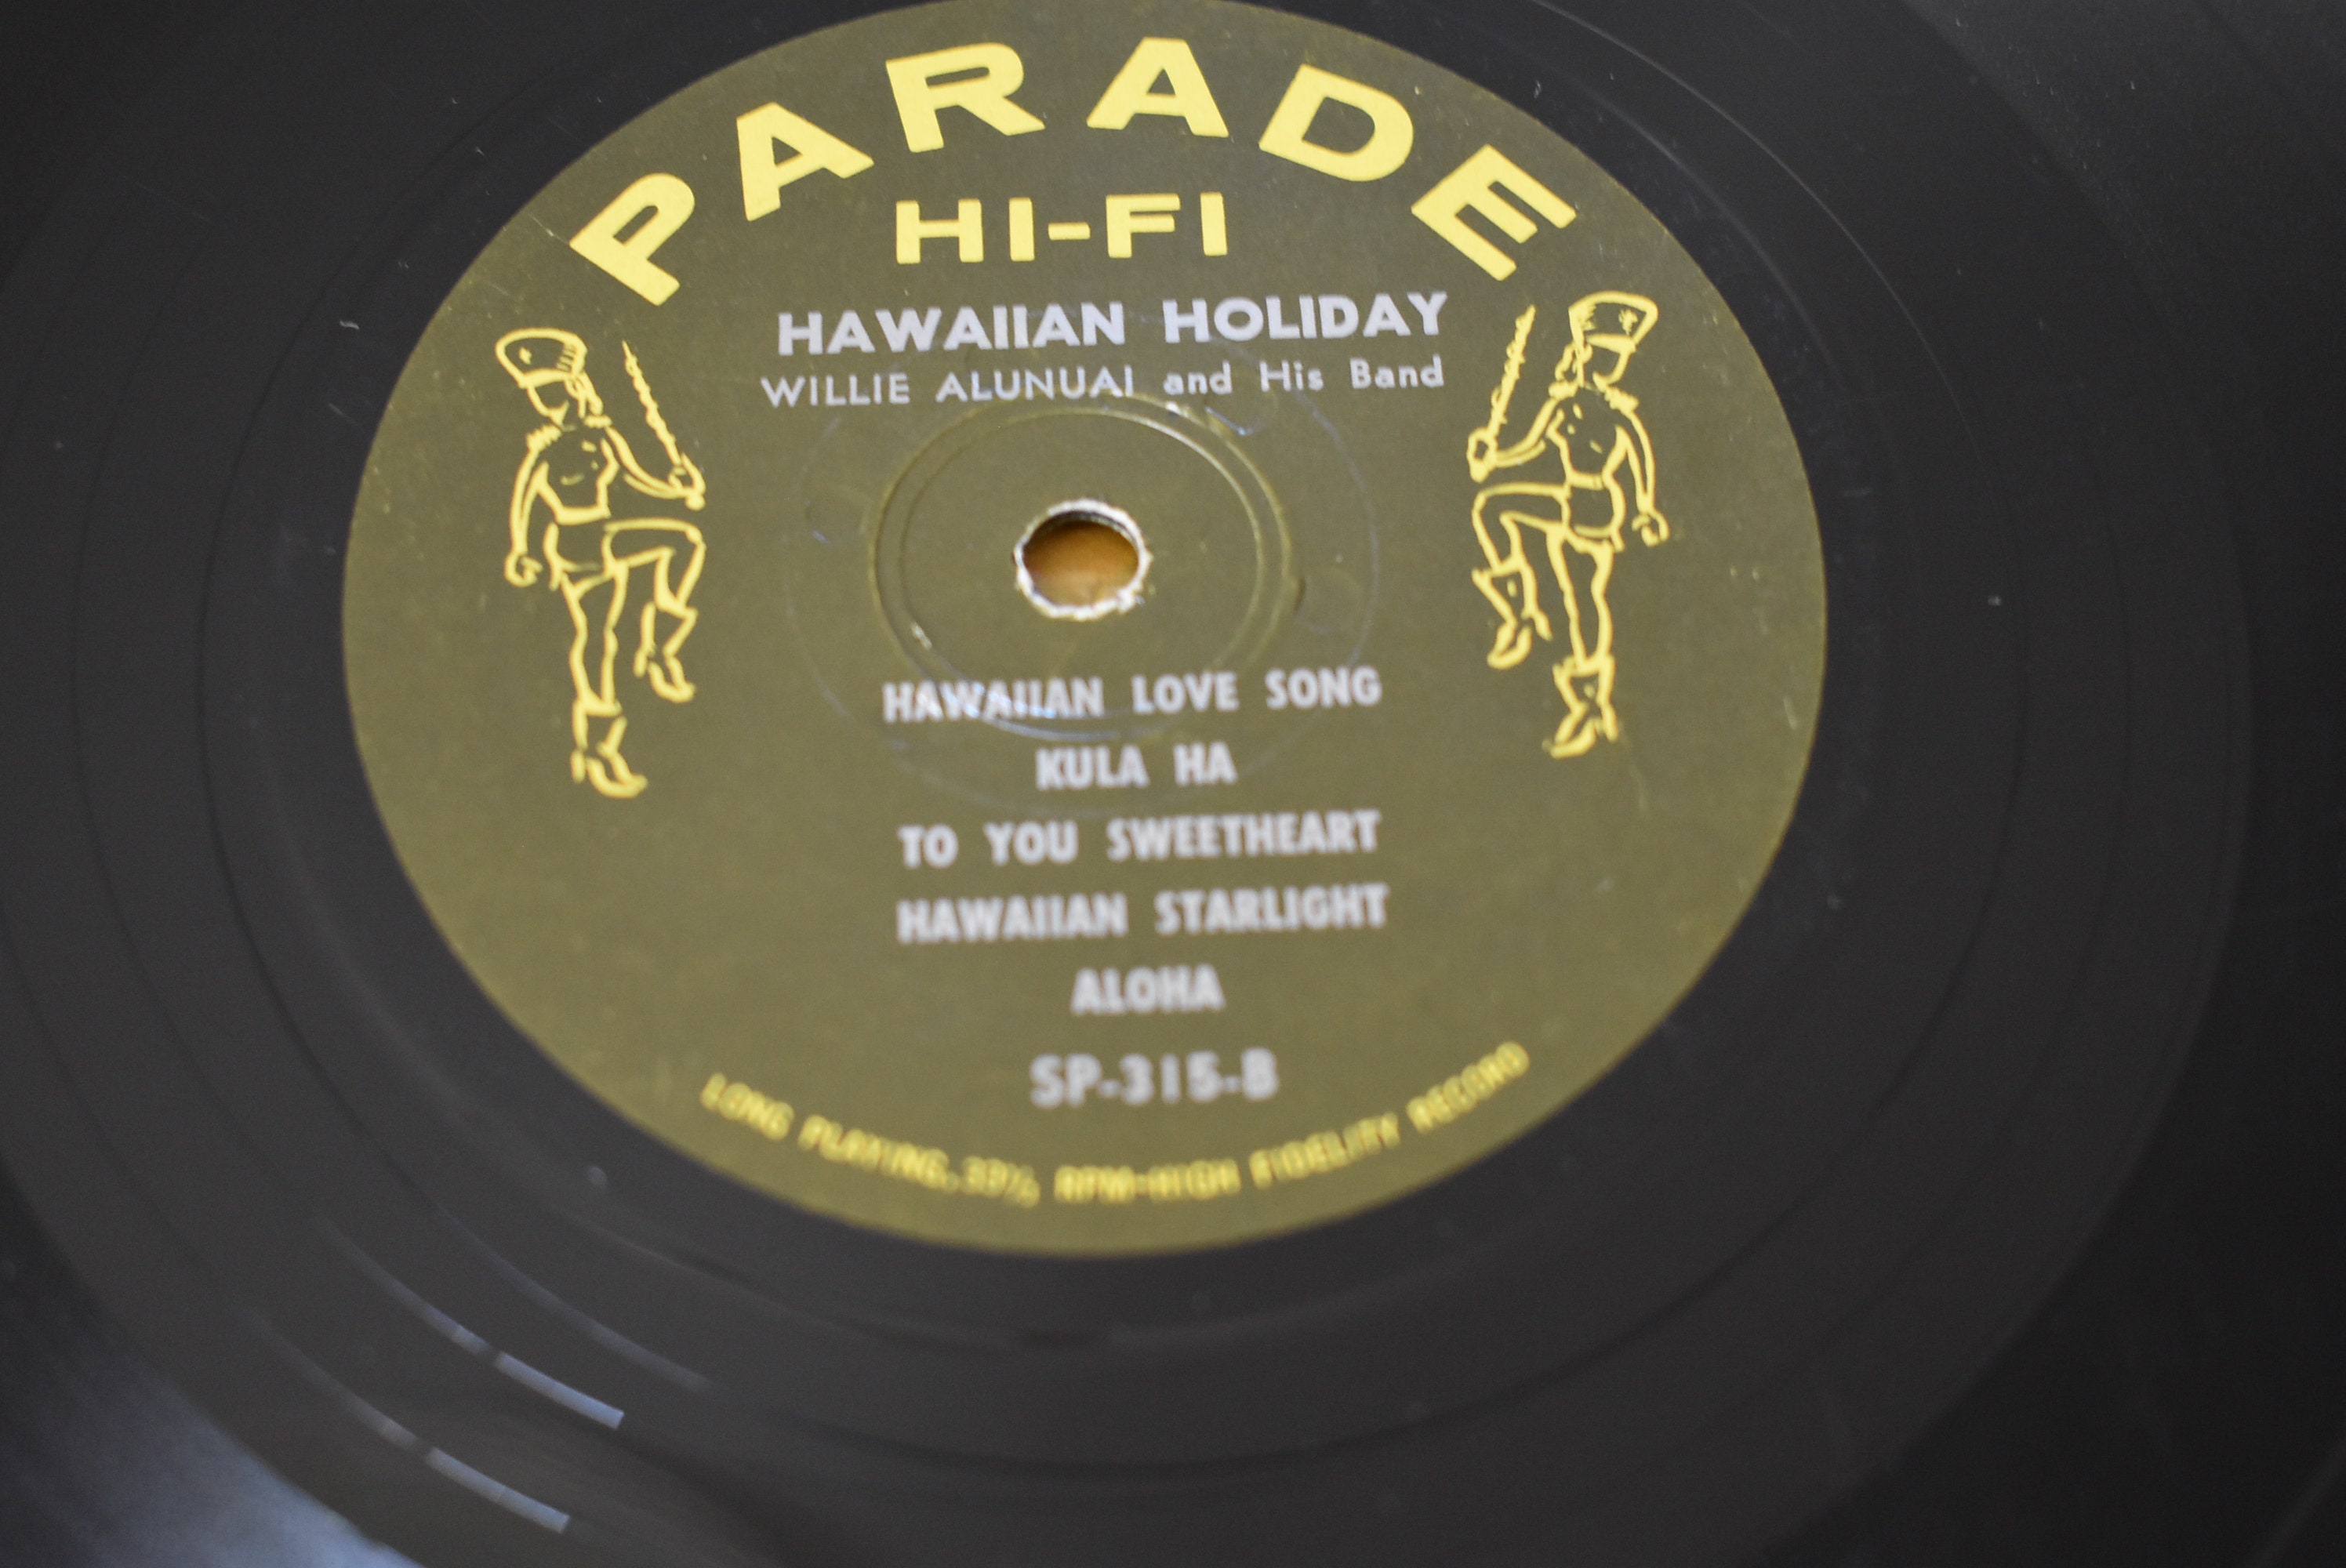 PARADE
HI-FI
HAWAIIAN HOLIDAY
WILLIE ALUNUAI and His Band
HAWAIIAN LOVE SONG
KULA HA
TO YOU SWEETHEART
HAWAIIAN STARLIGHT
ALOHA
SP-315-B
LONG PLAYING, 33⅓ RPM-HIGH FIDELITY RECORD